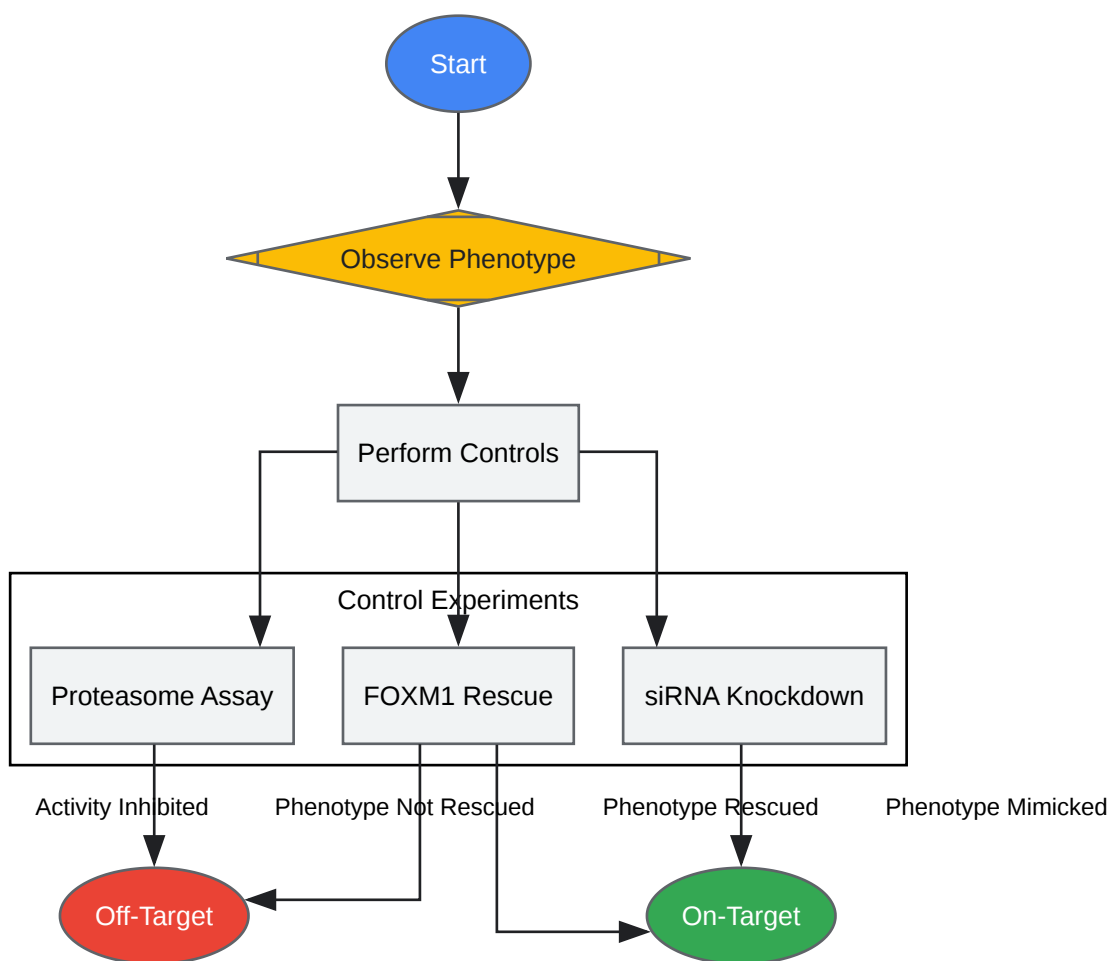 Start
Observe Phenotype
Perform Controls
Control Experiments
Proteasome Assay
FOXM1 Rescue
siRNA Knockdown
Activity Inhibited
Phenotype Not Rescued
Phenotype Rescued
Phenotype Mimicked
Off-Target
On-Target